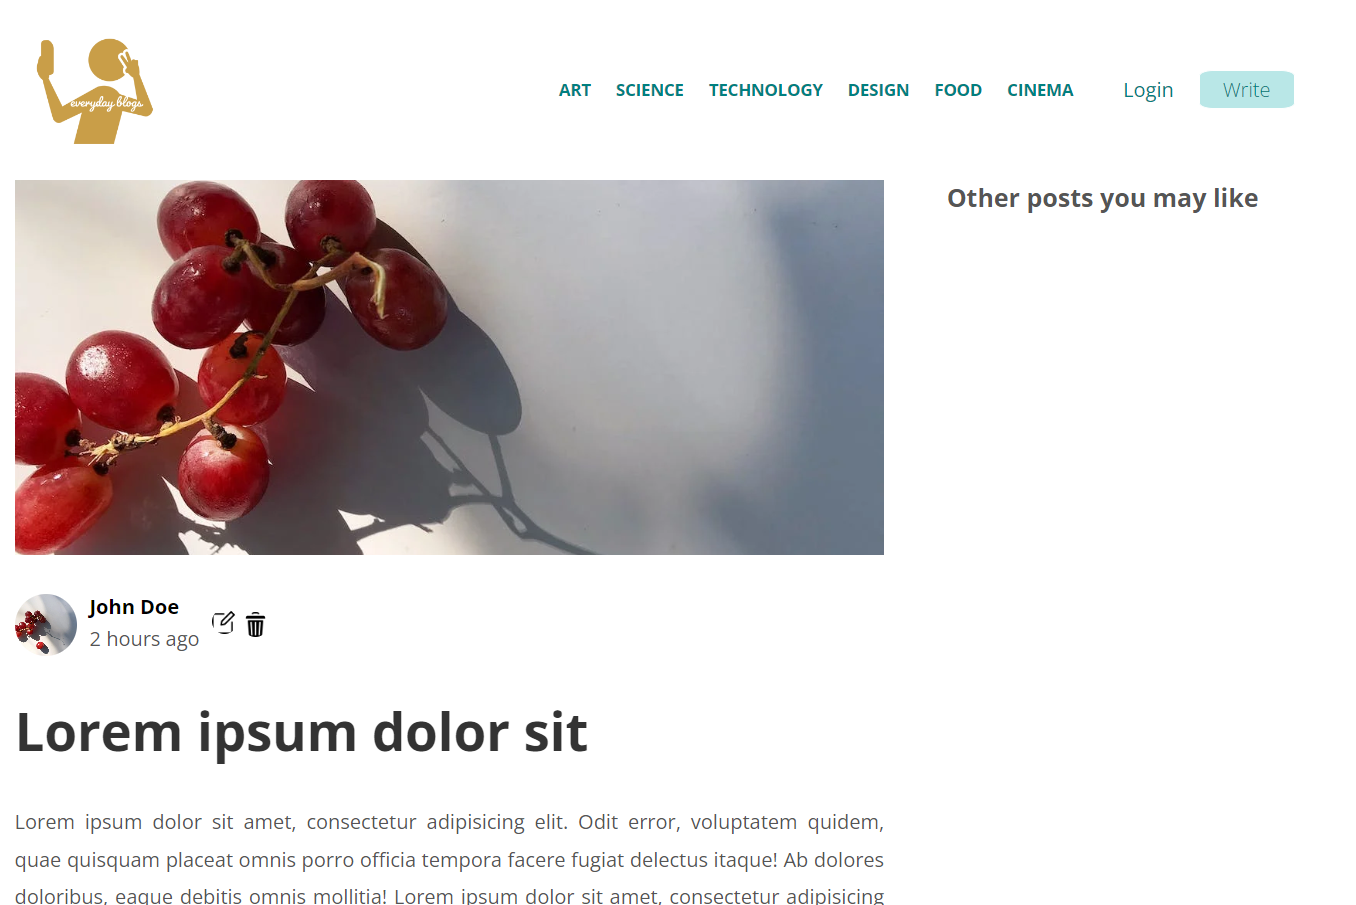 everyday blogs
ART SCIENCE TECHNOLOGY DESIGN FOOD CINEMA Login Write
Other posts you may like
John Doe
2 hours ago
Lorem ipsum dolor sit
Lorem ipsum dolor sit amet, consectetur adipisicing elit. Odit error, voluptatem quidem,
quae quisquam placeat omnis porro officia tempora facere fugiat delectus itaque! Ab dolores
doloribus, eaque debitis omnis mollitia! Lorem ipsum dolor sit amet, consectetur adipisicing